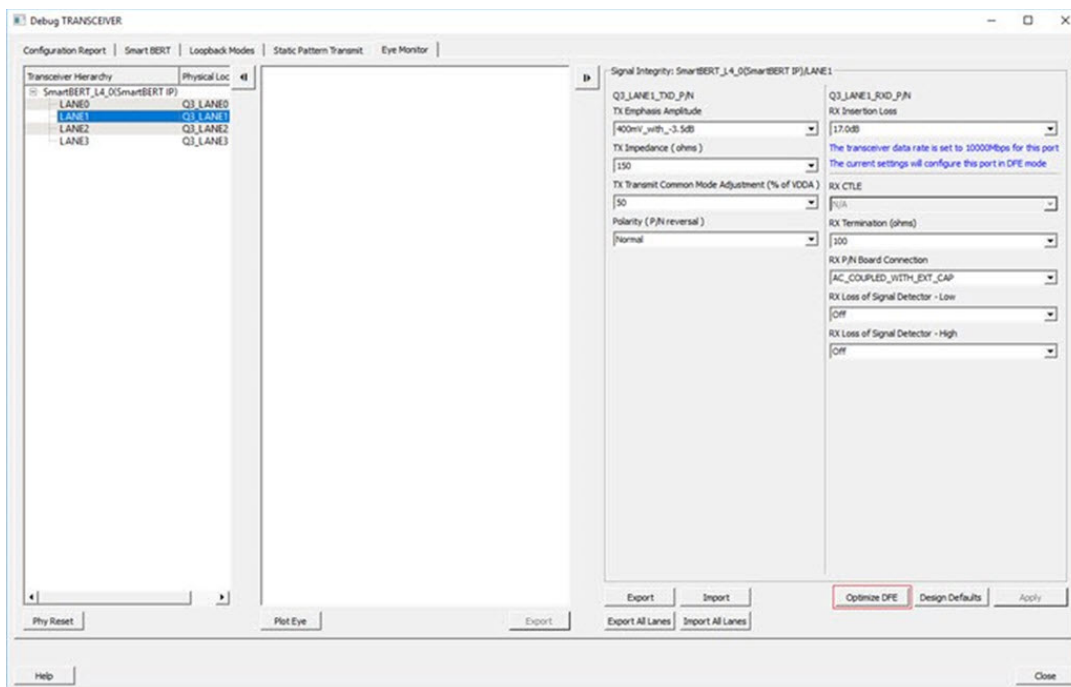 Debug TRANSCEIVER
Configuration Report
Smart BERT
Loopback Modes
Static Pattern Transmit
Eye Monitor
Transceiver Hierarchy
Physical Loc
SmartBERT_L4_0(SmartBERT IP)
LANE0 Q3_LANE0
LANE1 Q3_LANE1
LANE2 Q3_LANE2
LANE3 Q3_LANE3
Phy Reset
Plot Eye
Export
Signal Integrity: SmartBERT_L4_0(SmartBERT IP)/LANE1
Q3_LANE1_TXD_P/N
TX Emphasis Amplitude
400mV_with_-3.5dB
TX Impedance ( ohms )
150
TX Transmit Common Mode Adjustment (% of VDDA )
50
Polarity ( P/N reversal )
Normal
Q3_LANE1_RXD_P/N
RX Insertion Loss
17.0dB
The transceiver data rate is set to 10000Mbps for this port
The current settings will configure this port in DFE mode
RX CTLE
N/A
RX Termination (ohms)
100
RX P/N Board Connection
AC_COUPLED_WITH_EXT_CAP
RX Loss of Signal Detector - Low
Off
RX Loss of Signal Detector - High
Off
Export
Import
Optimize DFE
Design Defaults
Apply
Export All Lanes
Import All Lanes
Help
Close